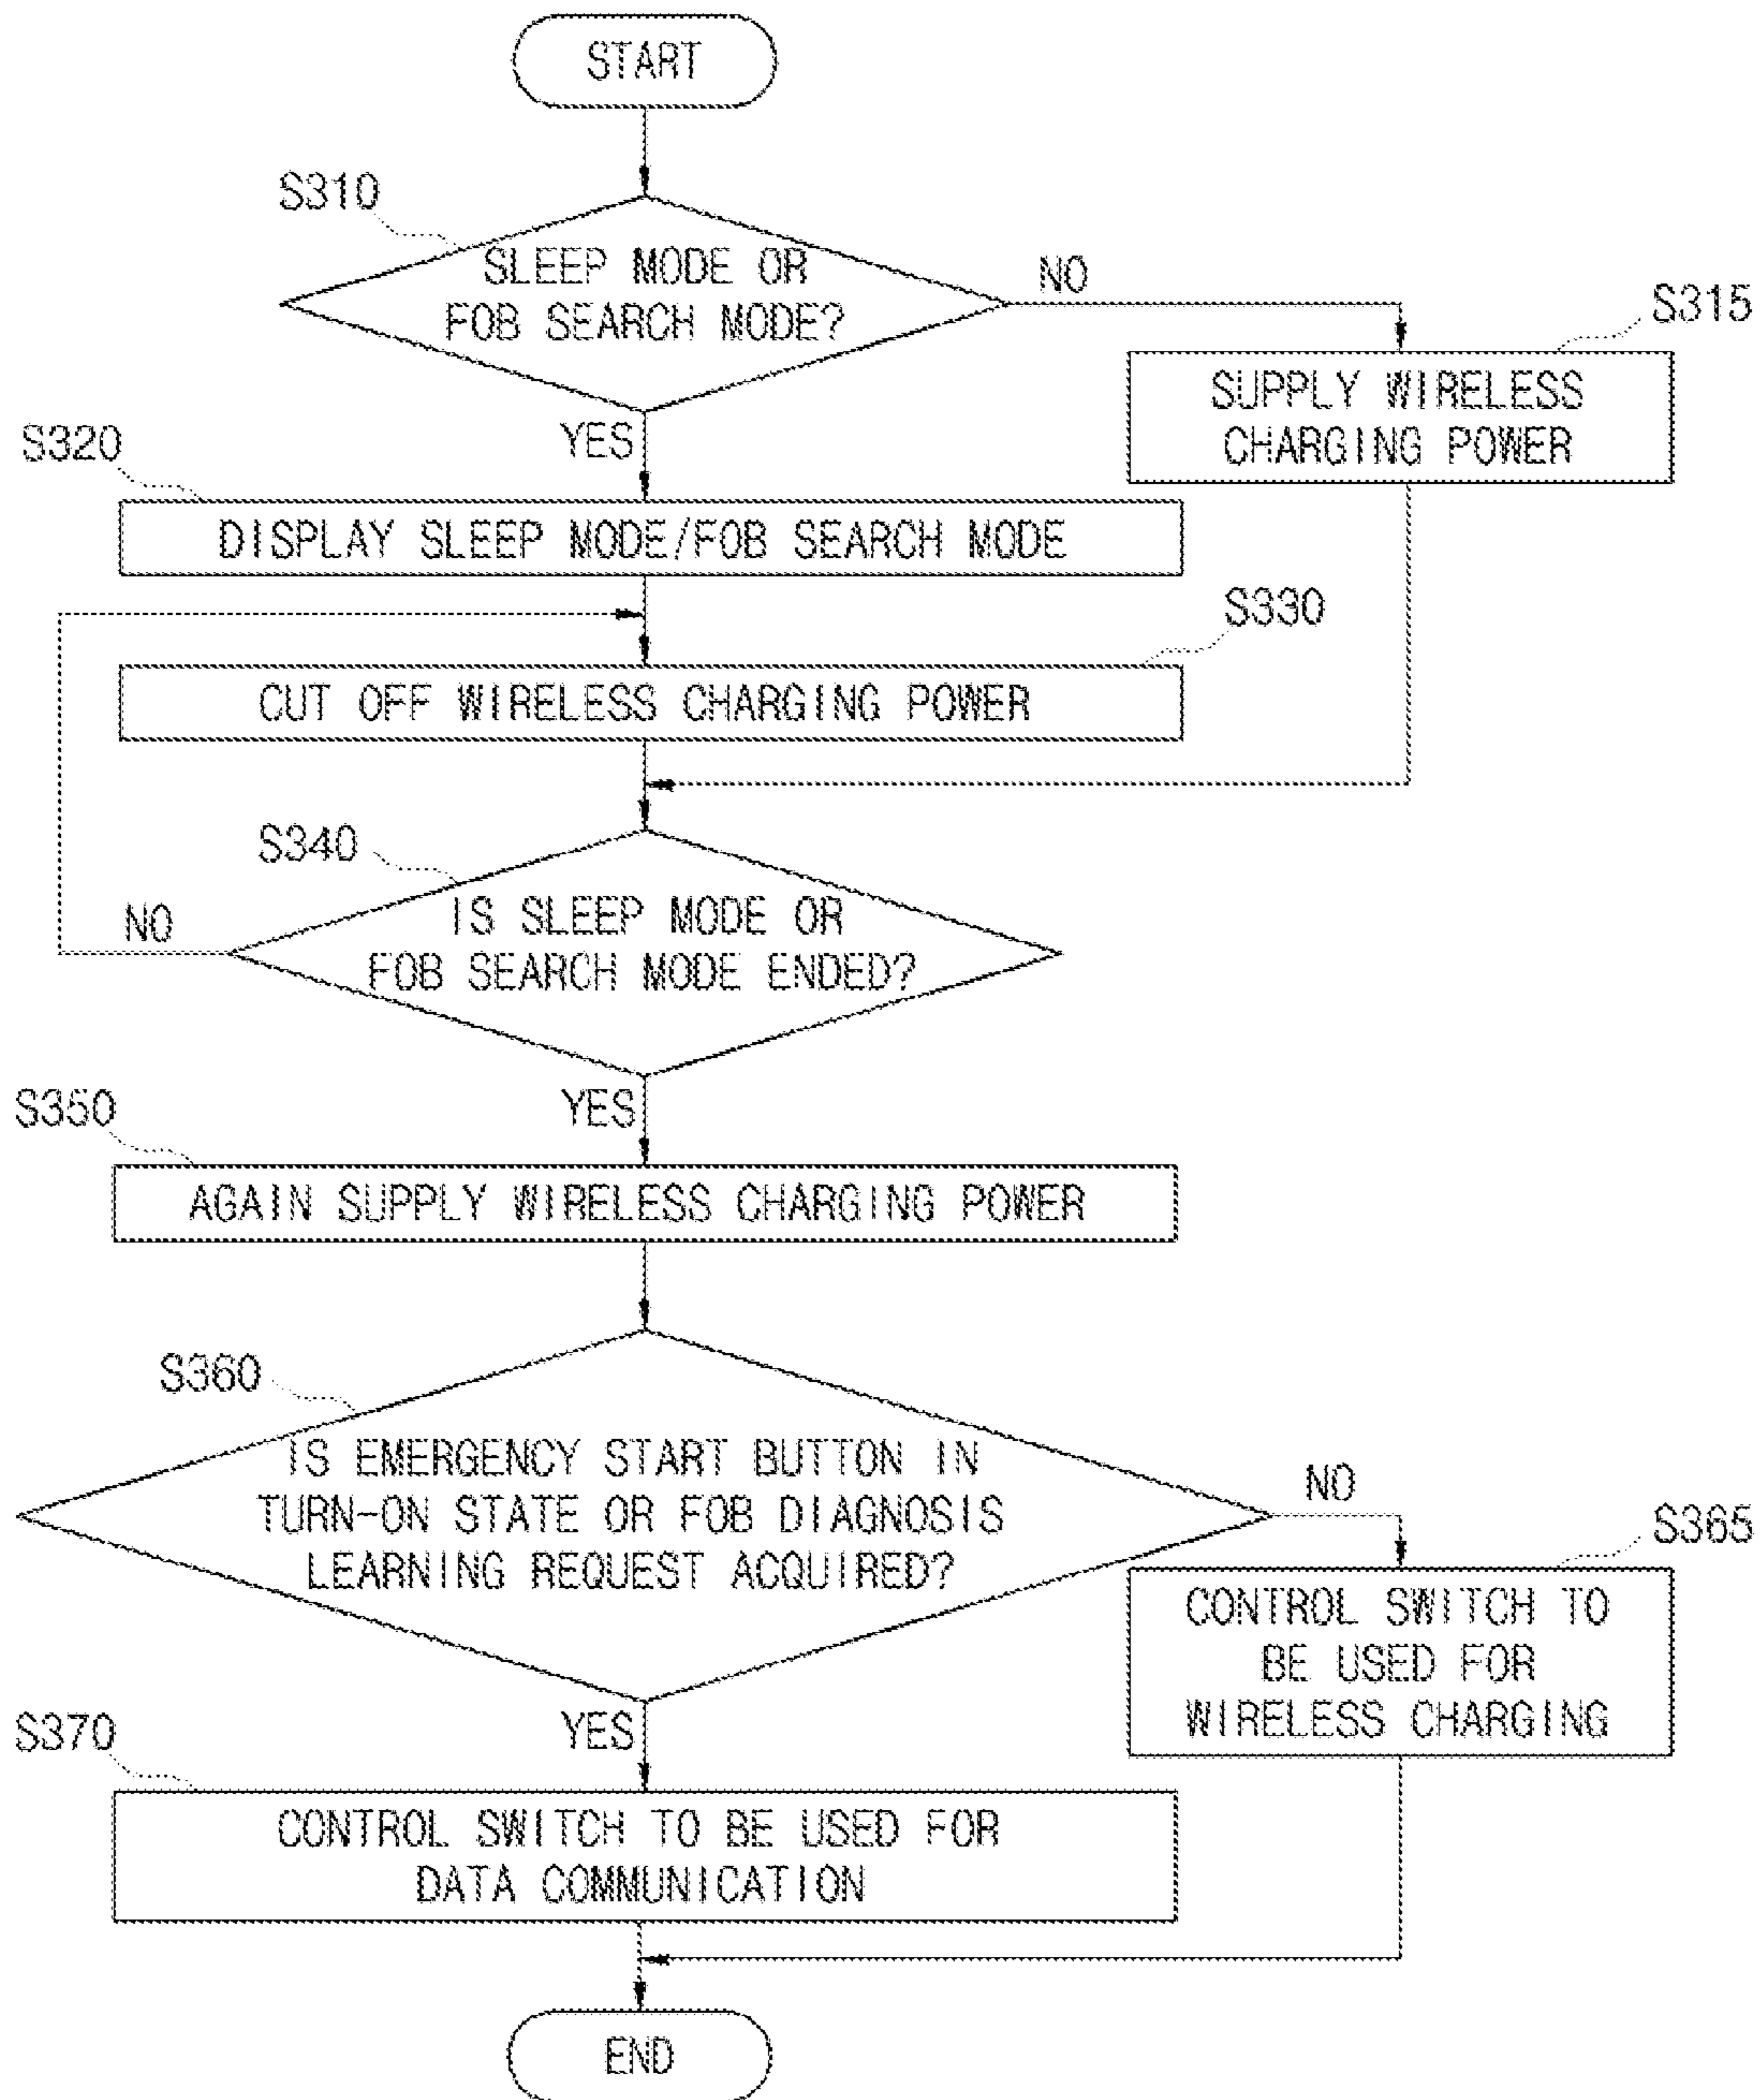 START
S310
SLEEP MODE OR
FOB SEARCH MODE?
NO
S315
SUPPLY WIRELESS
CHARGING POWER
YES
S320
DISPLAY SLEEP MODE/FOB SEARCH MODE
S330
CUT OFF WIRELESS CHARGING POWER
S340
IS SLEEP MODE OR
FOB SEARCH MODE ENDED?
NO
YES
S350
AGAIN SUPPLY WIRELESS CHARGING POWER
S360
IS EMERGENCY START BUTTON IN
TURN-ON STATE OR FOB DIAGNOSIS
LEARNING REQUEST ACQUIRED?
NO
S365
CONTROL SWITCH TO
BE USED FOR
WIRELESS CHARGING
YES
S370
CONTROL SWITCH TO BE USED FOR
DATA COMMUNICATION
END